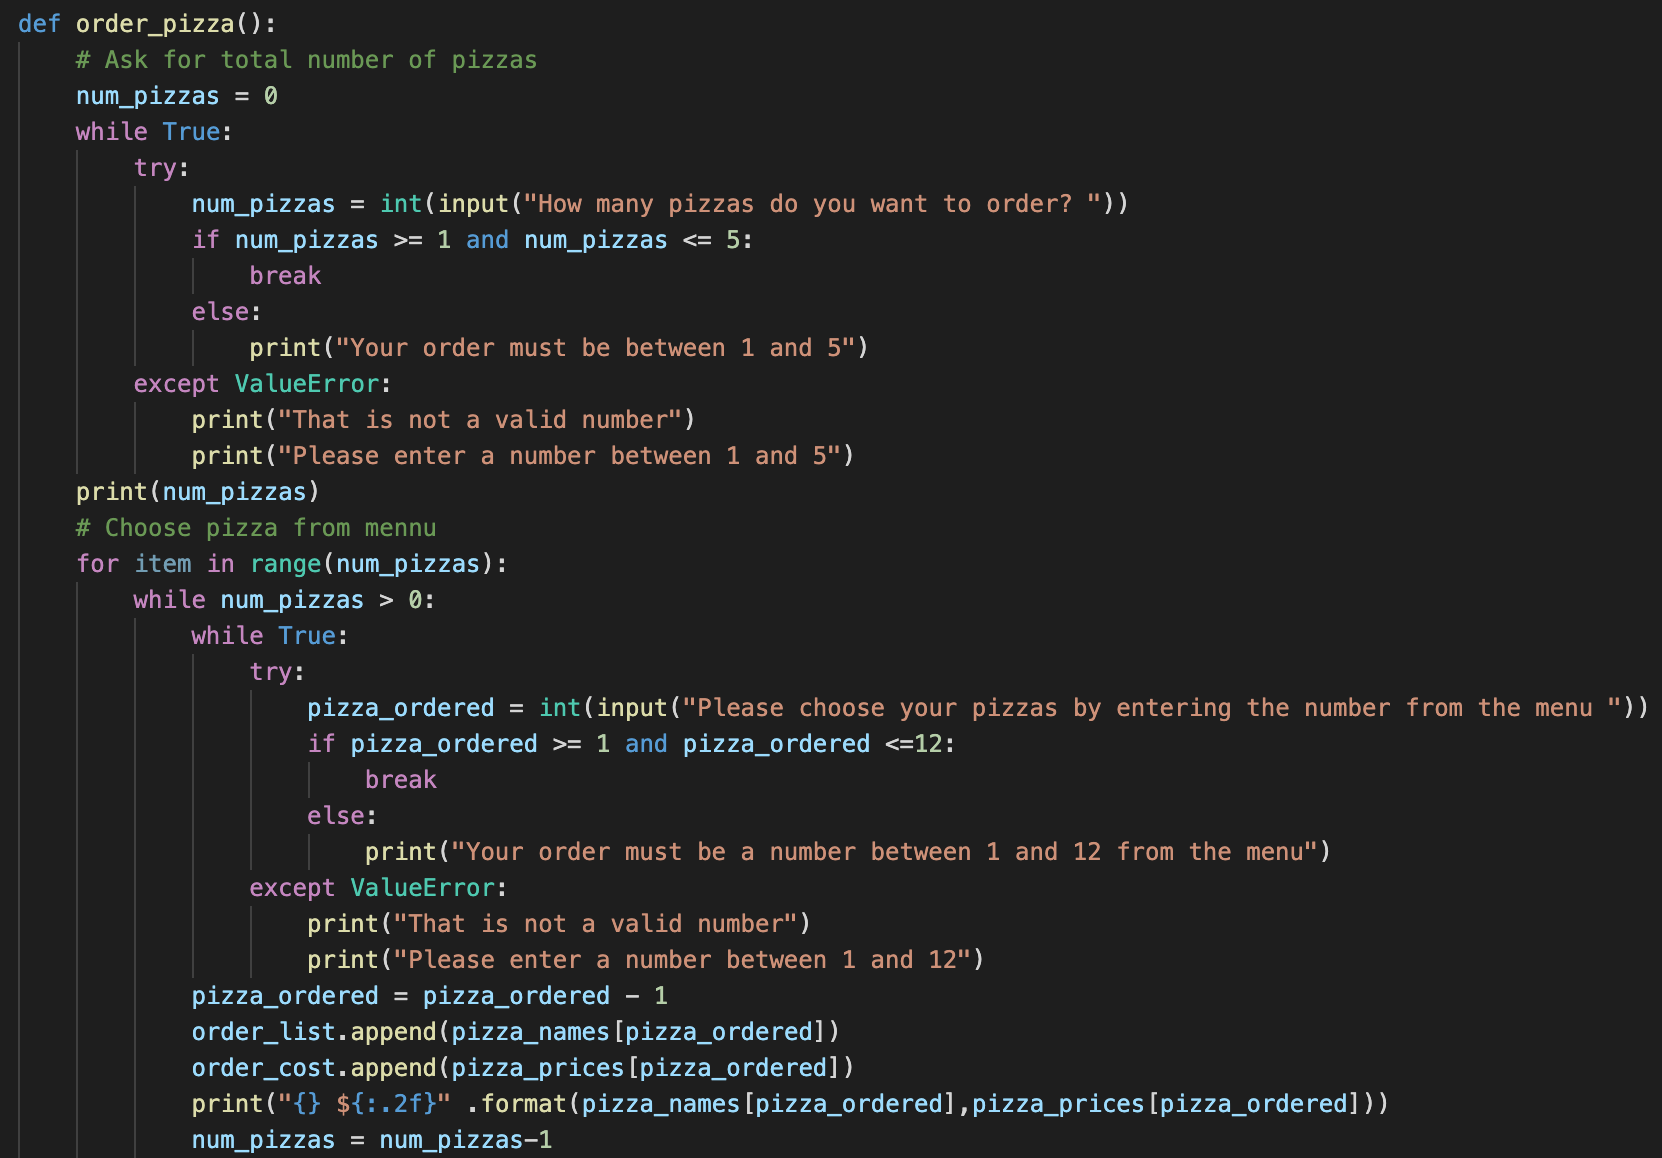 def order_pizza():
    # Ask for total number of pizzas
    num_pizzas = 0
    while True:
        try:
            num_pizzas = int(input("How many pizzas do you want to order? "))
            if num_pizzas >= 1 and num_pizzas <= 5:
                break
            else:
                print("Your order must be between 1 and 5")
        except ValueError:
            print("That is not a valid number")
            print("Please enter a number between 1 and 5")
    print(num_pizzas)
    # Choose pizza from mennu
    for item in range(num_pizzas):
        while num_pizzas > 0:
            while True:
                try:
                    pizza_ordered = int(input("Please choose your pizzas by entering the number from the menu "))
                    if pizza_ordered >= 1 and pizza_ordered <=12:
                        break
                    else:
                        print("Your order must be a number between 1 and 12 from the menu")
                except ValueError:
                    print("That is not a valid number")
                    print("Please enter a number between 1 and 12")
            pizza_ordered = pizza_ordered - 1
            order_list.append(pizza_names[pizza_ordered])
            order_cost.append(pizza_prices[pizza_ordered])
            print("{} ${:.2f}" .format(pizza_names[pizza_ordered],pizza_prices[pizza_ordered]))
            num_pizzas = num_pizzas-1